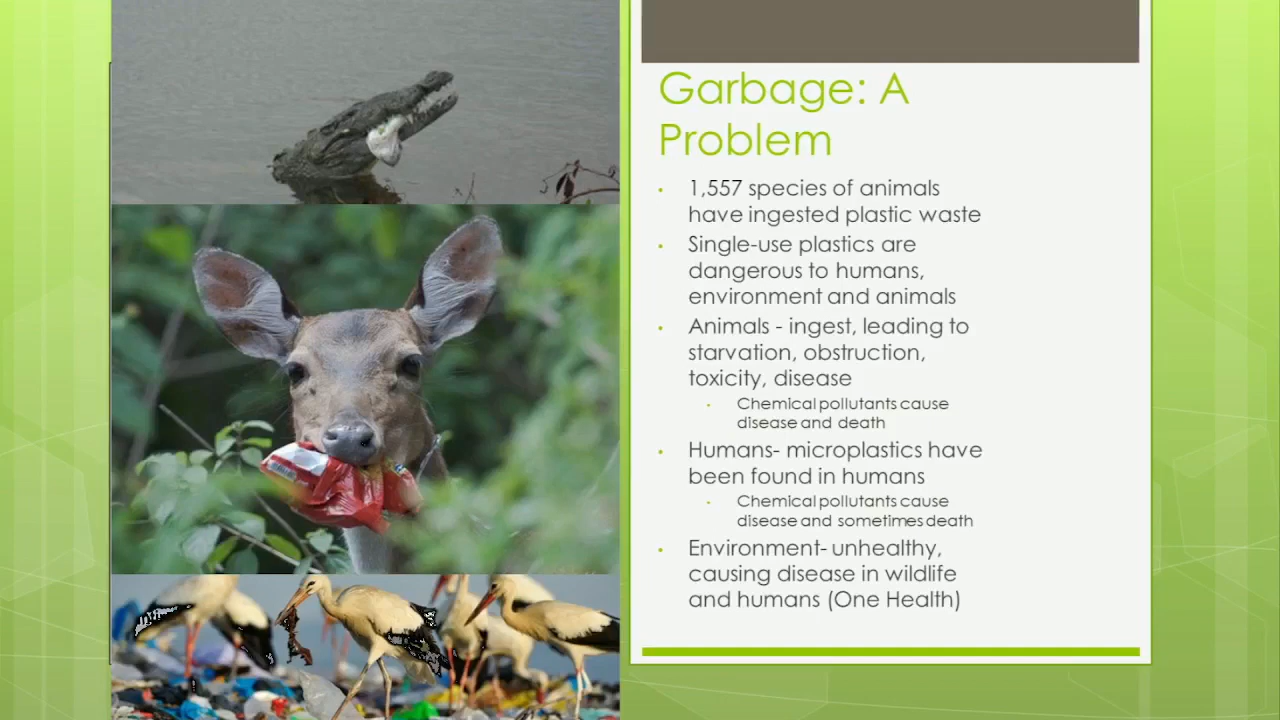 Garbage: A
Problem
• 1,557 species of animals
have ingested plastic waste
• Single-use plastics are
dangerous to humans,
environment and animals
• Animals - ingest, leading to
starvation, obstruction,
toxicity, disease
• Chemical pollutants cause
disease and death
• Humans- microplastics have
been found in humans
• Chemical pollutants cause
disease and sometimes death
• Environment- unhealthy,
causing disease in wildlife
and humans (One Health)